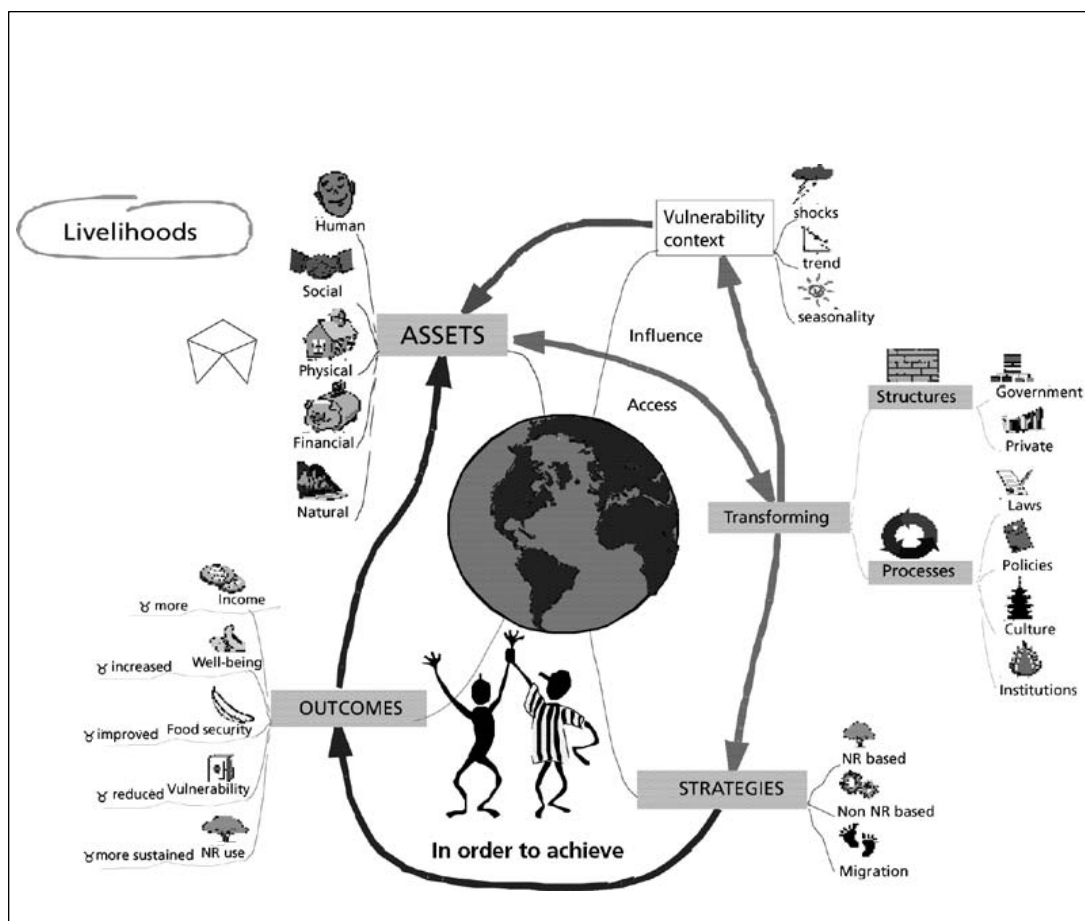 Livelihoods
Human
Social
Physical
Financial
Natural
ASSETS
Vulnerability
context
shocks
trend
seasonality
Influence
Access
Transforming
Structures
Government
Private
Processes
Laws
Policies
Culture
Institutions
STRATEGIES
NR based
Non NR based
Migration
In order to achieve
OUTCOMES
more Income
increased Well-being
improved Food security
reduced Vulnerability
more sustained NR use